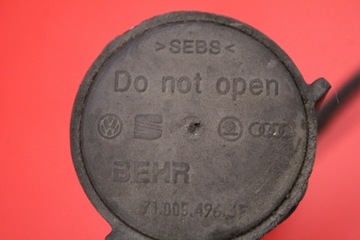 >SEBS<
Do not open
BEHR
71.005.496.